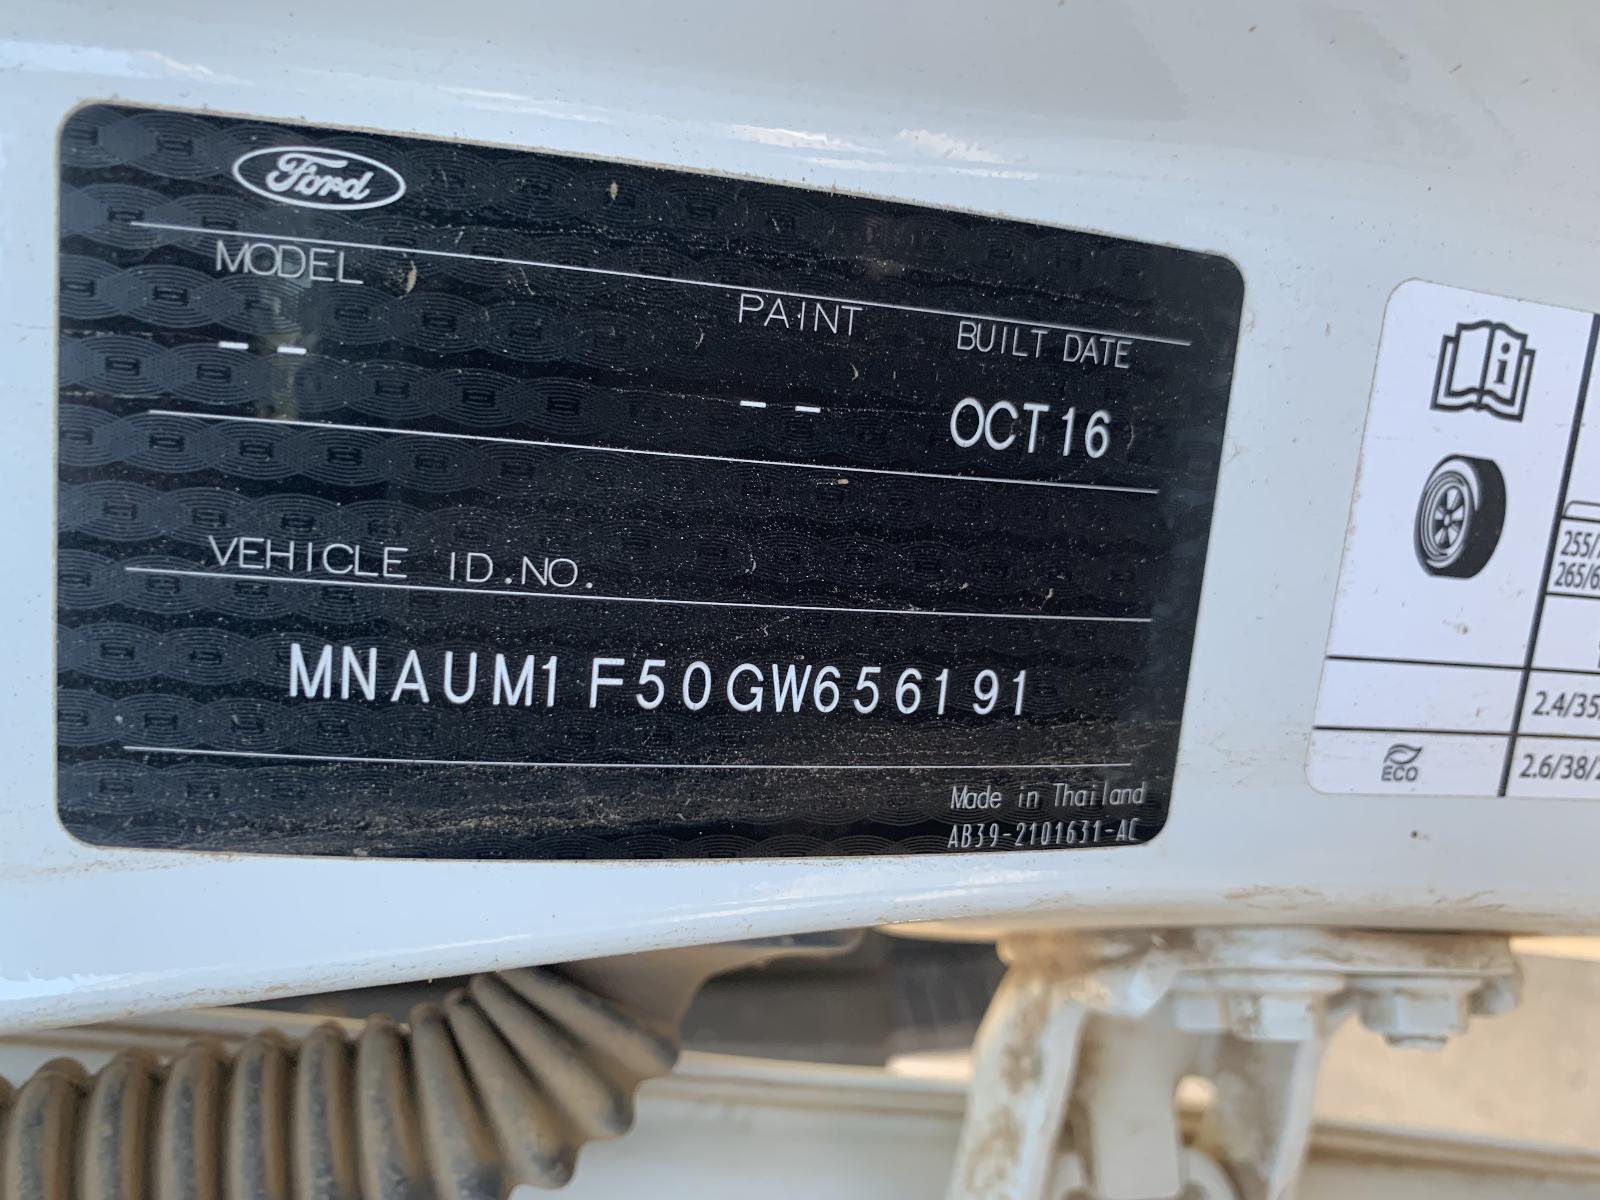 Ford
MODEL
PAINT
BUILT DATE
--
--
OCT16
VEHICLE ID.NO.
MNAUM1F50GW656191
Made in Thailand
AB39-2101631-AC
i
255/
265/6
2.4/35
ECO
2.6/38/